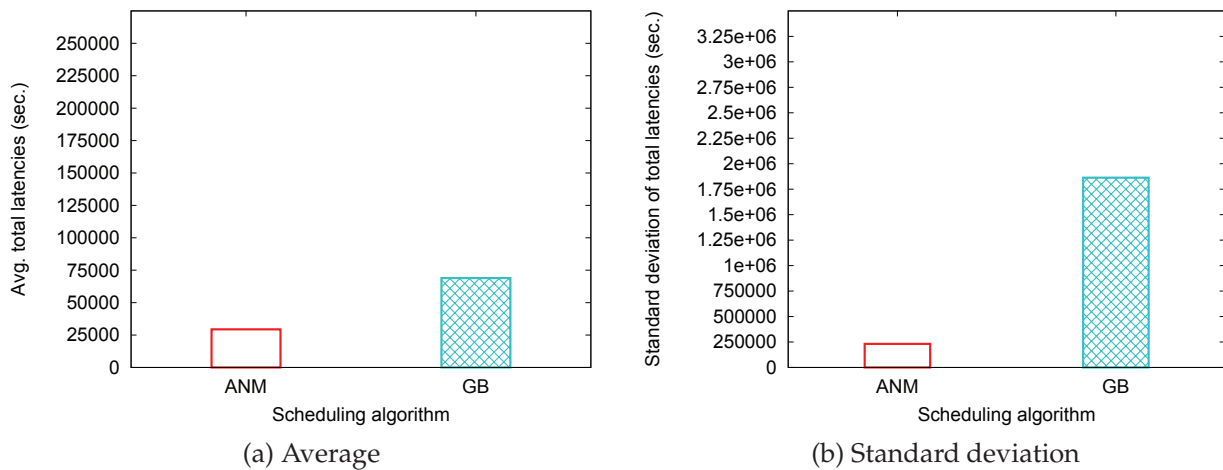 Avg. total latencies (sec.)
250000
225000
200000
175000
150000
125000
100000
75000
50000
25000
0
ANM
GB
Scheduling algorithm
(a) Average
Standard deviation of total latencies (sec.)
3.25e+06
3e+06
2.75e+06
2.5e+06
2.25e+06
2e+06
1.75e+06
1.5e+06
1.25e+06
1e+06
750000
500000
250000
0
ANM
GB
Scheduling algorithm
(b) Standard deviation